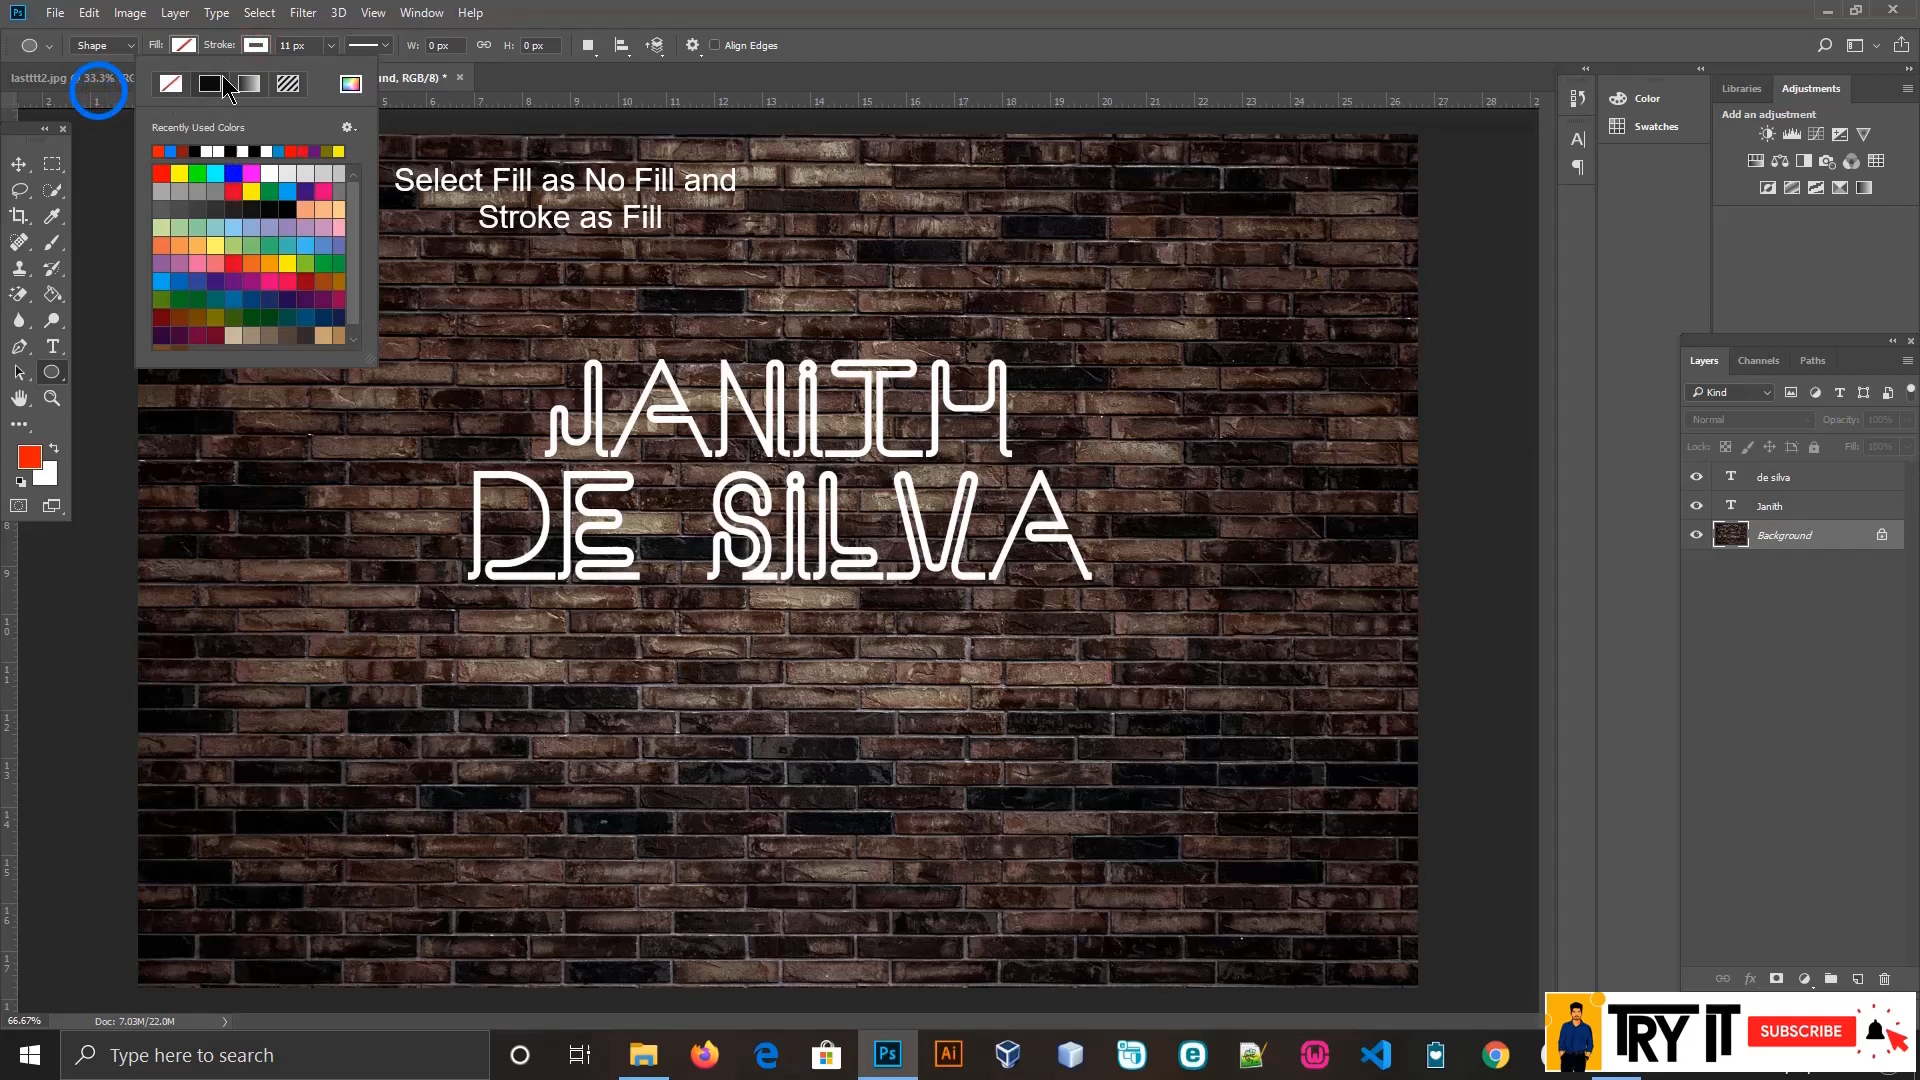 File Edit Image Layer Type Select Filter 3D View Window Help
Shape Fill: Stroke: 11 px W: 0 px H: 0 px Align Edges
lastttt2.jpg @ 33.3% und, RGB/8) *
Libraries Adjustments
Color
Swatches
Add an adjustment
Recently Used Colors
Select Fill as No Fill and
Stroke as Fill
JANiTH
DE SiLVA
Layers Channels Paths
Kind
Normal Opacity: 100%
Lock: Fill: 100%
T de silva
T Janith
Background
66.67% Doc: 7.03M/22.0M
Type here to search
TRY IT SUBSCRIBE